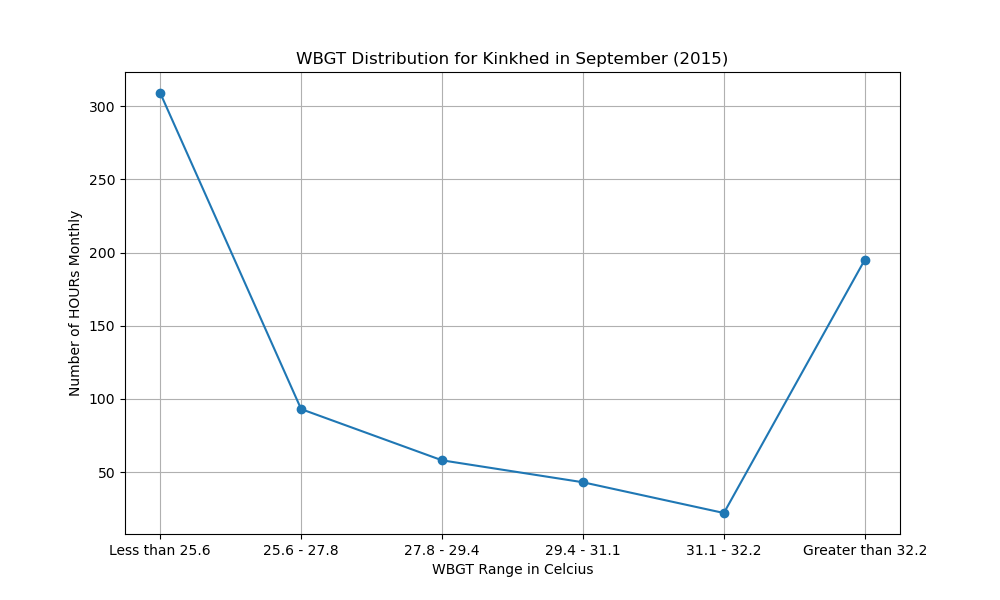 WBGT Distribution for Kinkhed in September (2015)
Number of HOURs Monthly
300
250
200
150
100
50
Less than 25.6
25.6 - 27.8
27.8 - 29.4
29.4 - 31.1
31.1 - 32.2
Greater than 32.2
WBGT Range in Celcius